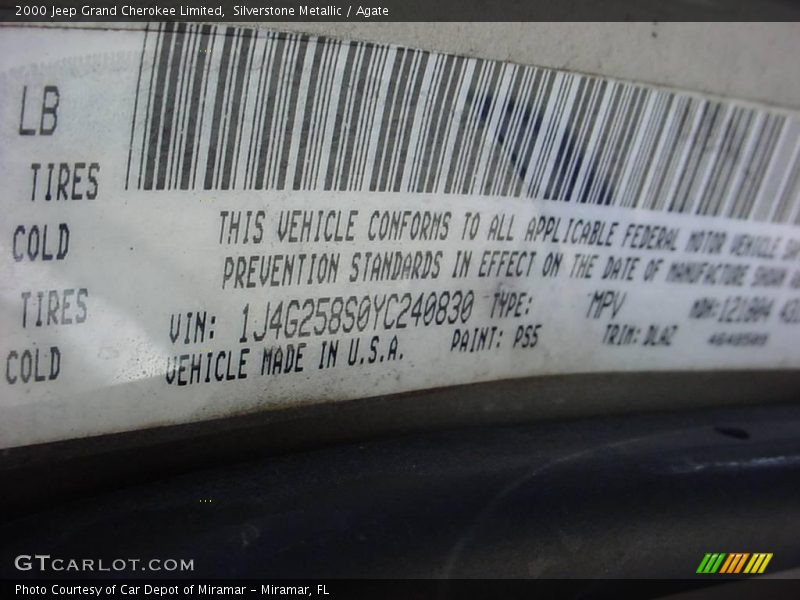 2000 Jeep Grand Cherokee Limited, Silverstone Metallic / Agate
LB
TIRES
COLD
TIRES
COLD
THIS VEHICLE CONFORMS TO ALL APPLICABLE FEDERAL MOTOR VEHICLE
PREVENTION STANDARDS IN EFFECT ON THE DATE OF MANUFACTURE SHOWN
VIN: 1J4G258S0YC240830 TYPE: MPV MDH:121804
VEHICLE MADE IN U.S.A. PAINT: PS5 TRIM: DLAZ
GTCARLOT.COM
Photo Courtesy of Car Depot of Miramar - Miramar, FL